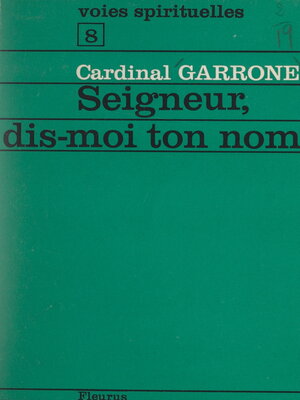 voies spirituelles
8
Cardinal GARRONE
Seigneur,
dis-moi ton nom
Fleurus